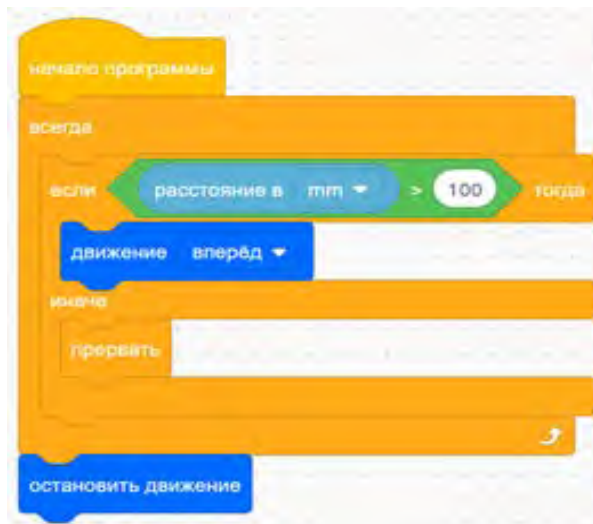 начало программы
всегда
если расстояние в mm > 100 тогда
движение вперёд
иначе
прервать
остановить движение